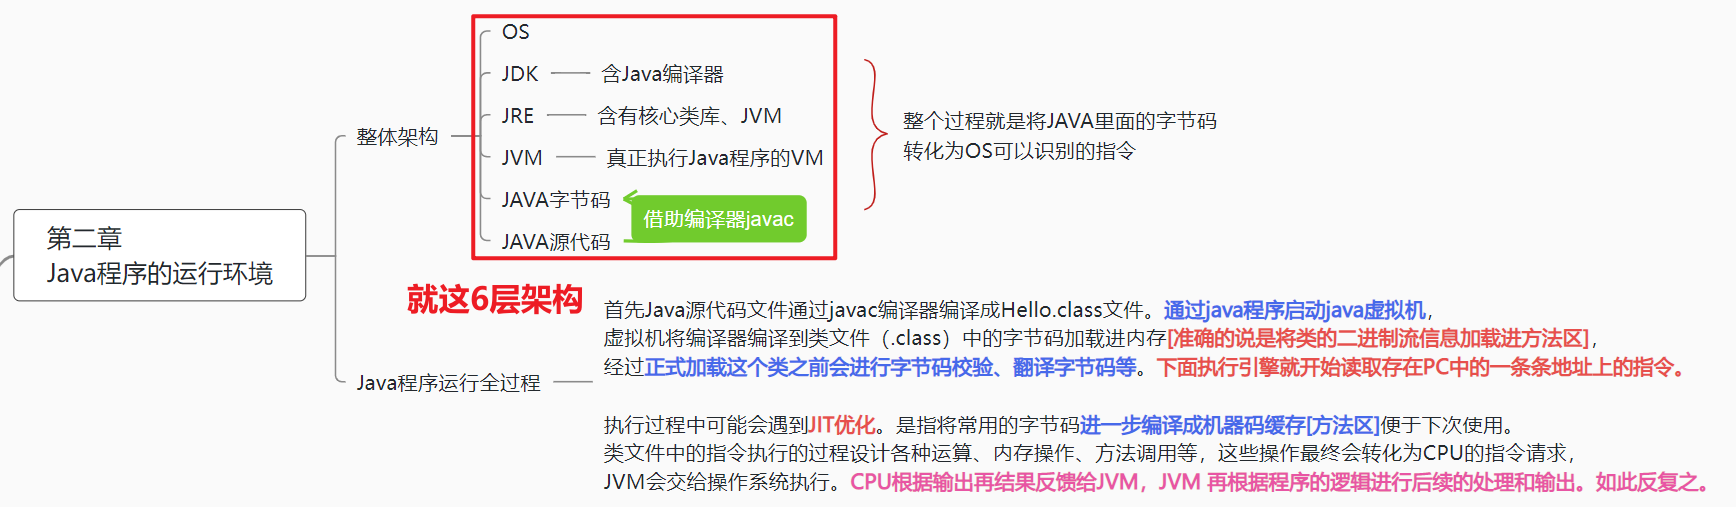 OS
JDK
含Java编译器
JRE
含有核心类库、JVM
整个过程就是将JAVA里面的字节码
转化为OS可以识别的指令
整体架构
JVM
真正执行Java程序的VM
JAVA字节码
借助编译器javac
JAVA源代码
第二章
Java程序的运行环境
就这6层架构
首先Java源代码文件通过javac编译器编译成Hello.class文件。通过java程序启动java虚拟机,
虚拟机将编译器编译到类文件（.class）中的字节码加载进内存[准确的说是将类的二进制流信息加载进方法区],
经过正式加载这个类之前会进行字节码校验、翻译字节码等。下面执行引擎就开始读取存在PC中的一条条地址上的指令。
Java程序运行全过程
执行过程中可能会遇到JIT优化。是指将常用的字节码进一步编译成机器码缓存[方法区]便于下次使用。
类文件中的指令执行的过程设计各种运算、内存操作、方法调用等，这些操作最终会转化为CPU的指令请求，
JVM会交给操作系统执行。CPU根据输出再结果反馈给JVM，JVM 再根据程序的逻辑进行后续的处理和输出。如此反复之。